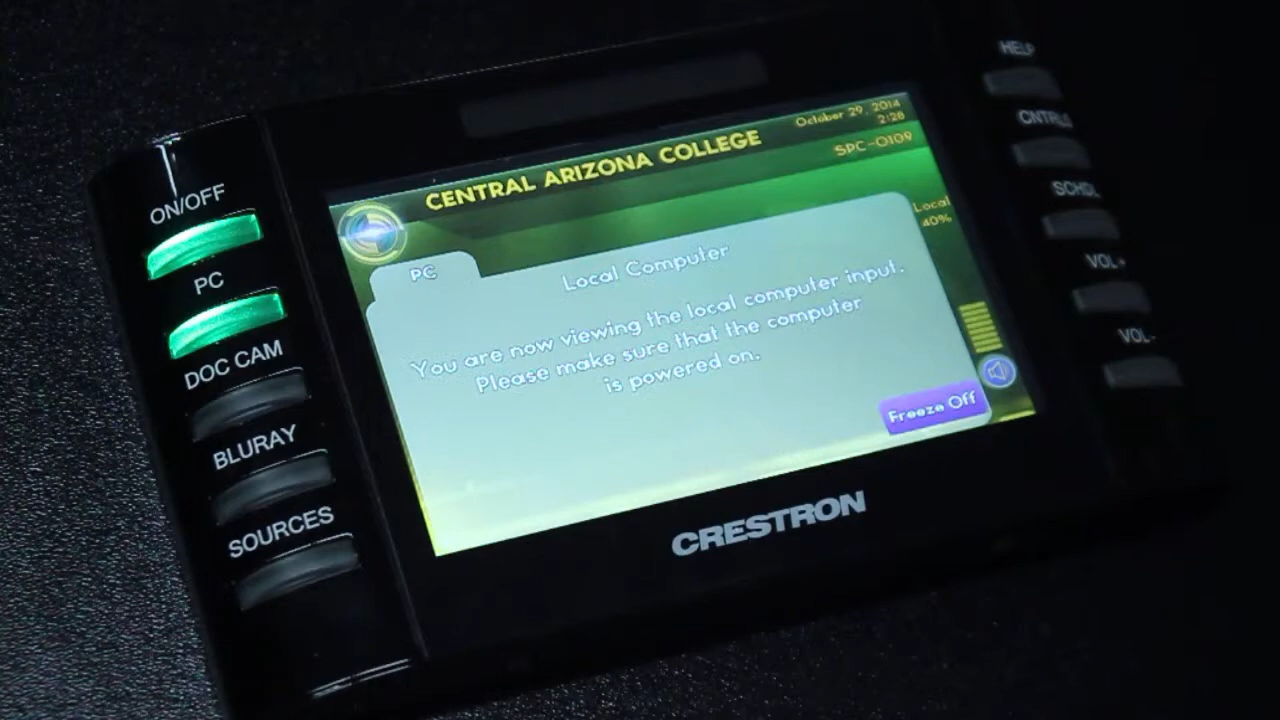 ON/OFF
PC
DOC CAM
BLURAY
SOURCES
CENTRAL ARIZONA COLLEGE
October 29, 2014
2:28
SPC-0109
Local
40%
PC
Local Computer
You are now viewing the local computer input.
Please make sure that the computer
is powered on.
Freeze Off
CRESTRON
HELP
CNTRLS
SCHDL
VOL+
VOL-